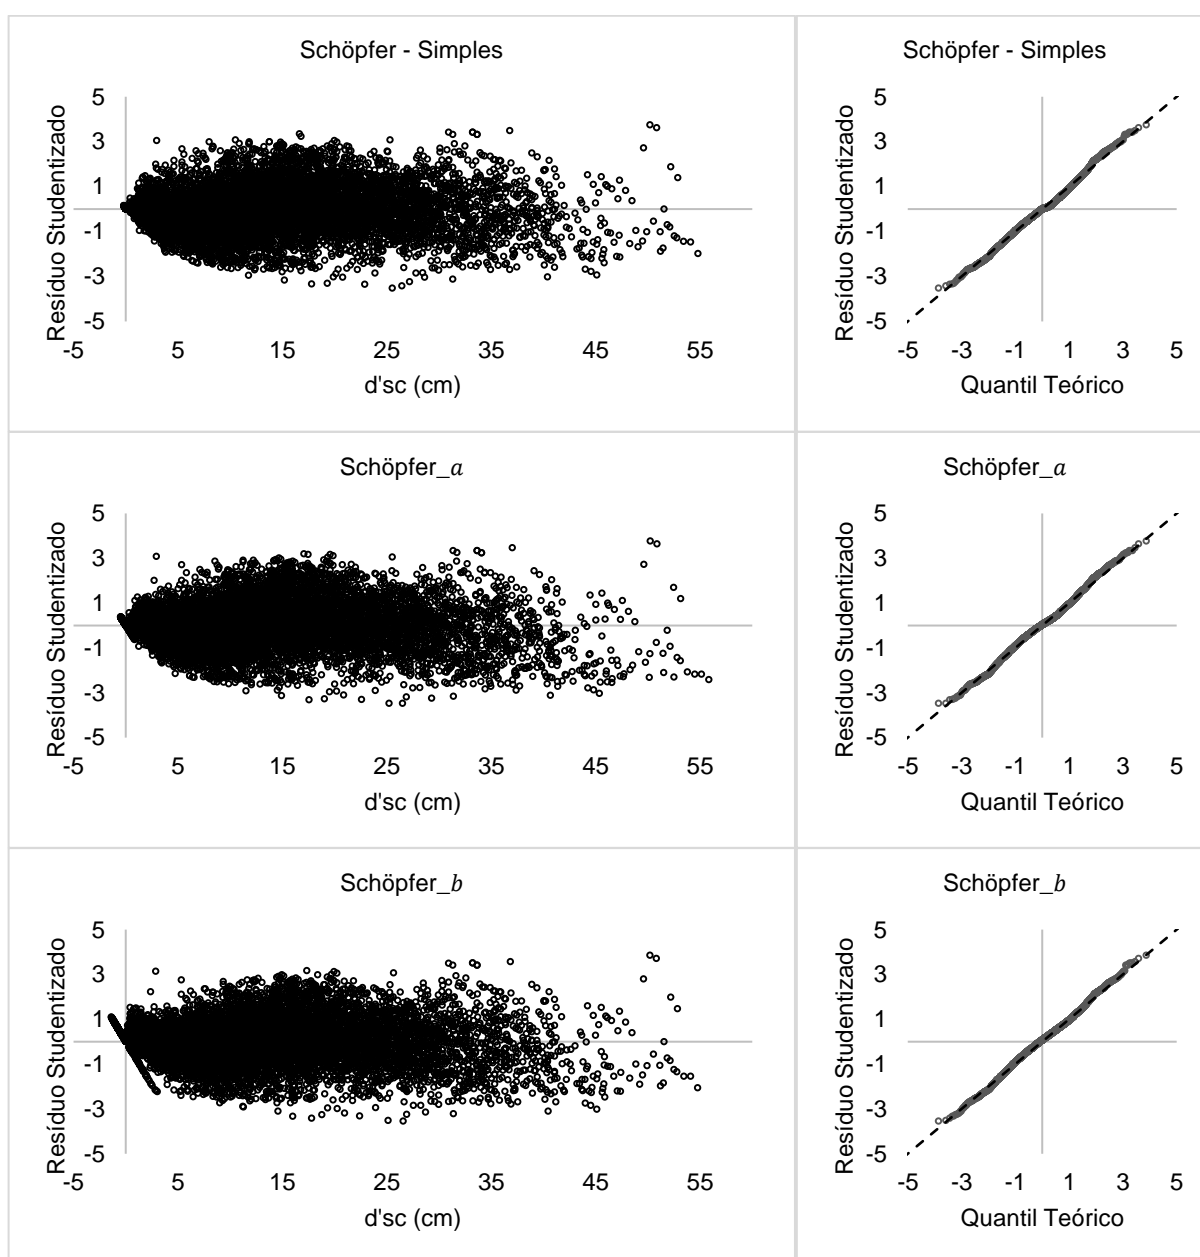 Schöpfer - Simples
Resíduo Studentizado
5
3
1
-1
-3
-5
-5 5 15 25 35 45 55
d'sc (cm)
Schöpfer - Simples
Resíduo Studentizado
5
3
1
-1
-3
-5
-5 -3 -1 1 3 5
Quantil Teórico
Schöpfer_a
Resíduo Studentizado
5
3
1
-1
-3
-5
-5 5 15 25 35 45 55
d'sc (cm)
Schöpfer_a
Resíduo Studentizado
5
3
1
-1
-3
-5
-5 -3 -1 1 3 5
Quantil Teórico
Schöpfer_b
Resíduo Studentizado
5
3
1
-1
-3
-5
-5 5 15 25 35 45 55
d'sc (cm)
Schöpfer_b
Resíduo Studentizado
5
3
1
-1
-3
-5
-5 -3 -1 1 3 5
Quantil Teórico